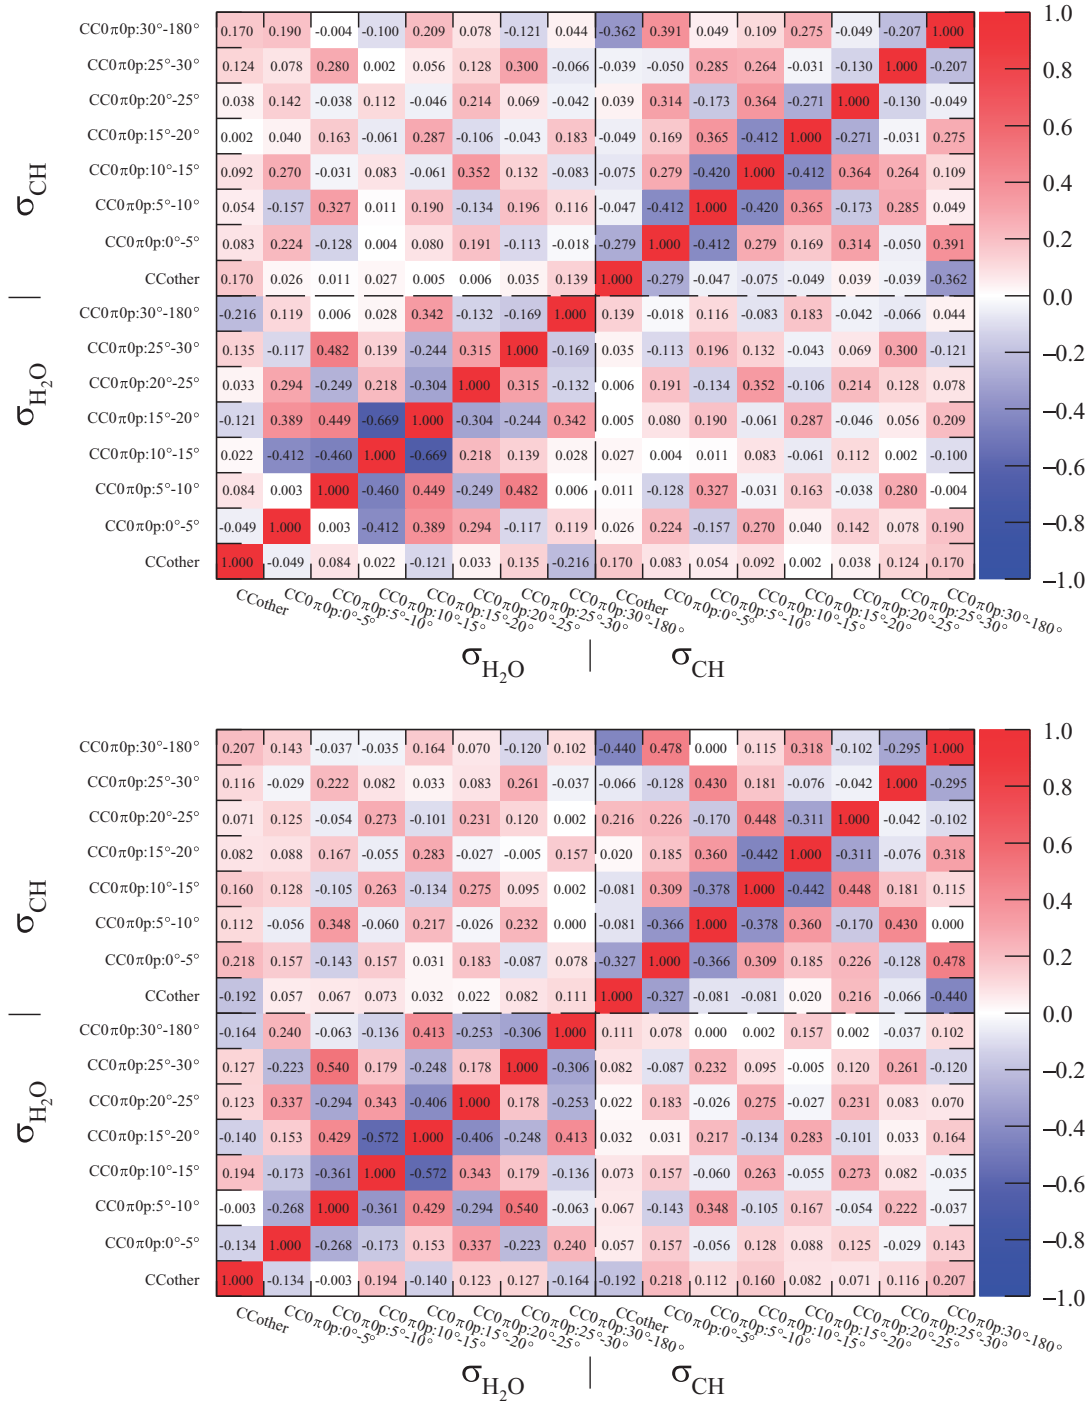 CC0π0p:30°-180° 0.170 0.190 -0.004 -0.100 0.209 0.078 -0.121 0.044 -0.362 0.391 0.049 0.109 0.275 -0.049 -0.207 1.000 1.0
CC0π0p:25°-30° 0.124 0.078 0.280 0.002 0.056 0.128 0.300 -0.066 -0.039 -0.050 0.285 0.264 -0.031 -0.130 1.000 -0.207 0.8
CC0π0p:20°-25° 0.038 0.142 -0.038 0.112 -0.046 0.214 0.069 -0.042 0.039 0.314 -0.173 0.364 -0.271 1.000 -0.130 -0.049
CC0π0p:15°-20° 0.002 0.040 0.163 -0.061 0.287 -0.106 -0.043 0.183 -0.049 0.169 0.365 -0.412 1.000 -0.271 -0.031 0.275 0.6
CC0π0p:10°-15° 0.092 0.270 -0.031 0.083 -0.061 0.352 0.132 -0.083 -0.075 0.279 -0.420 1.000 -0.412 0.364 0.264 0.109 0.4
CC0π0p:5°-10° 0.054 -0.157 0.327 0.011 0.190 -0.134 0.196 0.116 -0.047 -0.412 1.000 -0.420 0.365 -0.173 0.285 0.049
CC0π0p:0°-5° 0.083 0.224 -0.128 0.004 0.080 0.191 -0.113 -0.018 -0.279 1.000 -0.412 0.279 0.169 0.314 -0.050 0.391 0.2
CCother 0.170 0.026 0.011 0.027 0.005 0.006 0.035 0.139 1.000 -0.279 -0.047 -0.075 -0.049 0.039 -0.039 -0.362 0.0
CC0π0p:30°-180° -0.216 0.119 0.006 0.028 0.342 -0.132 -0.169 1.000 0.139 -0.018 0.116 -0.083 0.183 -0.042 -0.066 0.044
CC0π0p:25°-30° 0.135 -0.117 0.482 0.139 -0.244 0.315 1.000 -0.169 0.035 -0.113 0.196 0.132 -0.043 0.069 0.300 -0.121 −0.2
CC0π0p:20°-25° 0.033 0.294 -0.249 0.218 -0.304 1.000 0.315 -0.132 0.006 0.191 -0.134 0.352 -0.106 0.214 0.128 0.078
CC0π0p:15°-20° -0.121 0.389 0.449 -0.669 1.000 -0.304 -0.244 0.342 0.005 0.080 0.190 -0.061 0.287 -0.046 0.056 0.209 −0.4
CC0π0p:10°-15° 0.022 -0.412 -0.460 1.000 -0.669 0.218 0.139 0.028 0.027 0.004 0.011 0.083 -0.061 0.112 0.002 -0.100 −0.6
CC0π0p:5°-10° 0.084 0.003 1.000 -0.460 0.449 -0.249 0.482 0.006 0.011 -0.128 0.327 -0.031 0.163 -0.038 0.280 -0.004
CC0π0p:0°-5° -0.049 1.000 0.003 -0.412 0.389 0.294 -0.117 0.119 0.026 0.224 -0.157 0.270 0.040 0.142 0.078 0.190 −0.8
CCother 1.000 -0.049 0.084 0.022 -0.121 0.033 0.135 -0.216 0.170 0.083 0.054 0.092 0.002 0.038 0.124 0.170 −1.0
σCH
|
σH2O
CCother CC0π0p:0°-5° CC0π0p:5°-10° CC0π0p:10°-15° CC0π0p:15°-20° CC0π0p:20°-25° CC0π0p:25°-30° CC0π0p:30°-180° CCother CC0π0p:0°-5° CC0π0p:5°-10° CC0π0p:10°-15° CC0π0p:15°-20° CC0π0p:20°-25° CC0π0p:25°-30° CC0π0p:30°-180°
σH2O | σCH
CC0π0p:30°-180° 0.207 0.143 -0.037 -0.035 0.164 0.070 -0.120 0.102 -0.440 0.478 0.000 0.115 0.318 -0.102 -0.295 1.000 1.0
CC0π0p:25°-30° 0.116 -0.029 0.222 0.082 0.033 0.083 0.261 -0.037 -0.066 -0.128 0.430 0.181 -0.076 -0.042 1.000 -0.295 0.8
CC0π0p:20°-25° 0.071 0.125 -0.054 0.273 -0.101 0.231 0.120 0.002 0.216 0.226 -0.170 0.448 -0.311 1.000 -0.042 -0.102
CC0π0p:15°-20° 0.082 0.088 0.167 -0.055 0.283 -0.027 -0.005 0.157 0.020 0.185 0.360 -0.442 1.000 -0.311 -0.076 0.318 0.6
CC0π0p:10°-15° 0.160 0.128 -0.105 0.263 -0.134 0.275 0.095 0.002 -0.081 0.309 -0.378 1.000 -0.442 0.448 0.181 0.115 0.4
CC0π0p:5°-10° 0.112 -0.056 0.348 -0.060 0.217 -0.026 0.232 0.000 -0.081 -0.366 1.000 -0.378 0.360 -0.170 0.430 0.000
CC0π0p:0°-5° 0.218 0.157 -0.143 0.157 0.031 0.183 -0.087 0.078 -0.327 1.000 -0.366 0.309 0.185 0.226 -0.128 0.478 0.2
CCother -0.192 0.057 0.067 0.073 0.032 0.022 0.082 0.111 1.000 -0.327 -0.081 -0.081 0.020 0.216 -0.066 -0.440 0.0
CC0π0p:30°-180° -0.164 0.240 -0.063 -0.136 0.413 -0.253 -0.306 1.000 0.111 0.078 0.000 0.002 0.157 0.002 -0.037 0.102
CC0π0p:25°-30° 0.127 -0.223 0.540 0.179 -0.248 0.178 1.000 -0.306 0.082 -0.087 0.232 0.095 -0.005 0.120 0.261 -0.120 −0.2
CC0π0p:20°-25° 0.123 0.337 -0.294 0.343 -0.406 1.000 0.178 -0.253 0.022 0.183 -0.026 0.275 -0.027 0.231 0.083 0.070
CC0π0p:15°-20° -0.140 0.153 0.429 -0.572 1.000 -0.406 -0.248 0.413 0.032 0.031 0.217 -0.134 0.283 -0.101 0.033 0.164 −0.4
CC0π0p:10°-15° 0.194 -0.173 -0.361 1.000 -0.572 0.343 0.179 -0.136 0.073 0.157 -0.060 0.263 -0.055 0.273 0.082 -0.035 −0.6
CC0π0p:5°-10° -0.003 -0.268 1.000 -0.361 0.429 -0.294 0.540 -0.063 0.067 -0.143 0.348 -0.105 0.167 -0.054 0.222 -0.037
CC0π0p:0°-5° -0.134 1.000 -0.268 -0.173 0.153 0.337 -0.223 0.240 0.057 0.157 -0.056 0.128 0.088 0.125 -0.029 0.143 −0.8
CCother 1.000 -0.134 -0.003 0.194 -0.140 0.123 0.127 -0.164 -0.192 0.218 0.112 0.160 0.082 0.071 0.116 0.207 −1.0
σCH
|
σH2O
CCother CC0π0p:0°-5° CC0π0p:5°-10° CC0π0p:10°-15° CC0π0p:15°-20° CC0π0p:20°-25° CC0π0p:25°-30° CC0π0p:30°-180° CCother CC0π0p:0°-5° CC0π0p:5°-10° CC0π0p:10°-15° CC0π0p:15°-20° CC0π0p:20°-25° CC0π0p:25°-30° CC0π0p:30°-180°
σH2O | σCH